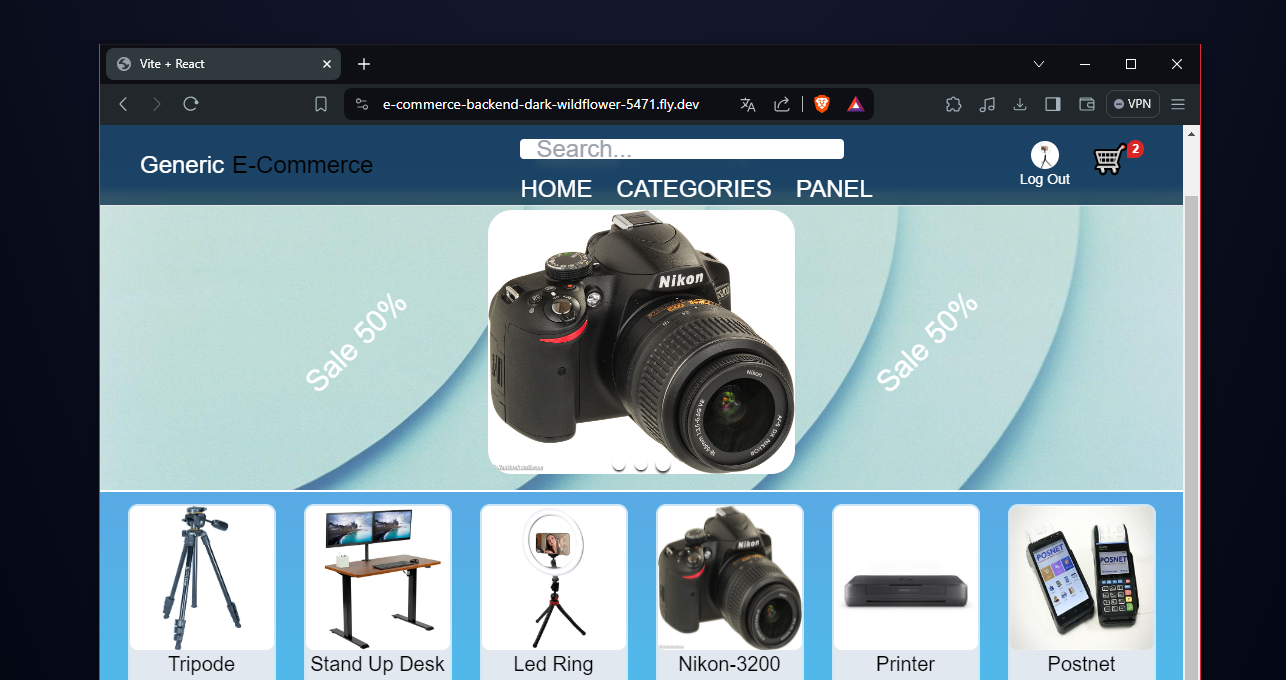 Vite + React
e-commerce-backend-dark-wildflower-5471.fly.dev
VPN
Generic E-Commerce
Search...
HOME CATEGORIES PANEL
Log Out
2
Sale 50%
Nikon
Nikon
Sale 50%
Nikon
POSNET
POSNET
Tripode
Stand Up Desk
Led Ring
Nikon-3200
Printer
Postnet